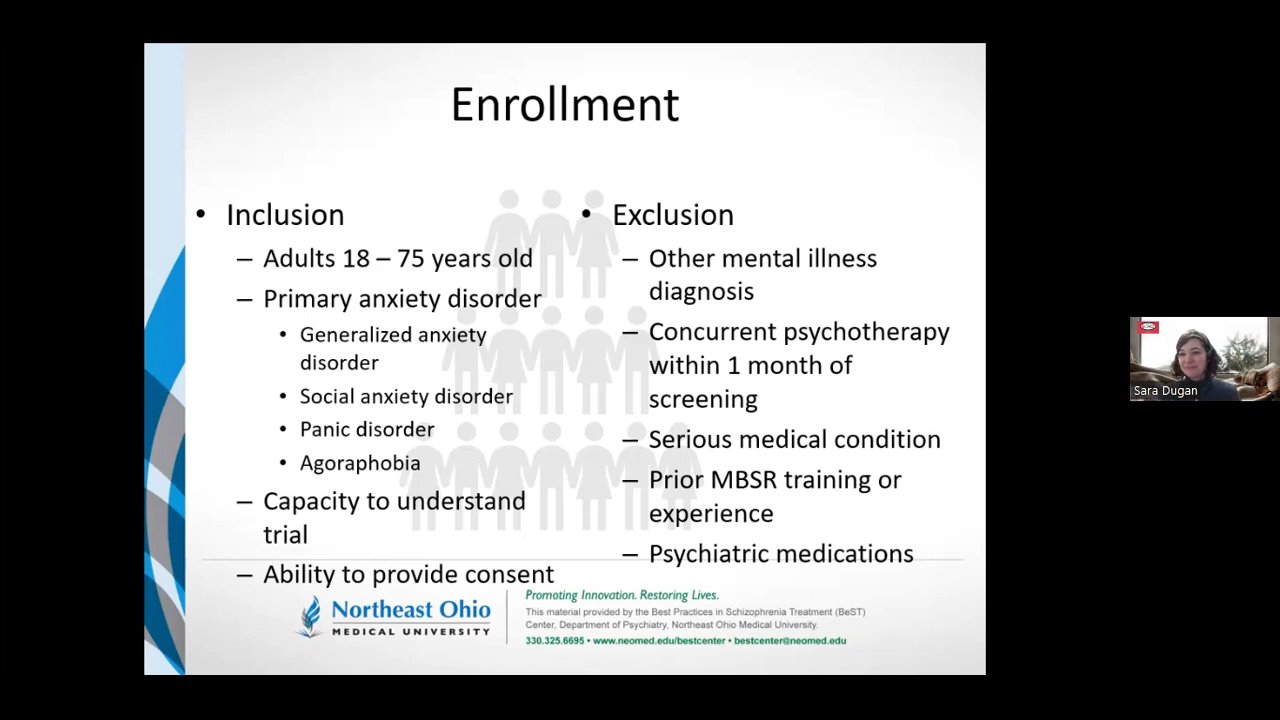 Enrollment
• Inclusion
– Adults 18 – 75 years old
– Primary anxiety disorder
• Generalized anxiety
disorder
• Social anxiety disorder
• Panic disorder
• Agoraphobia
– Capacity to understand
trial
– Ability to provide consent
• Exclusion
– Other mental illness
diagnosis
– Concurrent psychotherapy
within 1 month of
screening
– Serious medical condition
– Prior MBSR training or
experience
– Psychiatric medications
Northeast Ohio
MEDICAL UNIVERSITY
Promoting Innovation. Restoring Lives.
This material provided by the Best Practices in Schizophrenia Treatment (BeST)
Center, Department of Psychiatry, Northeast Ohio Medical University.
330.325.6695 • www.neomed.edu/bestcenter • bestcenter@neomed.edu
Sara Dugan